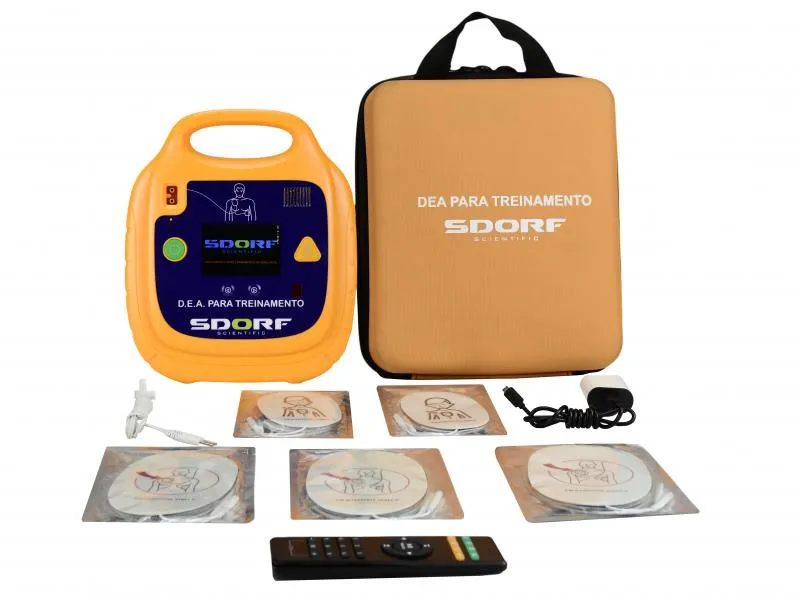 SDORF
SCIENTIFIC
D.E.A. PARA TREINAMENTO
SDORF
SCIENTIFIC
DEA PARA TREINAMENTO
SDORF
SCIENTIFIC